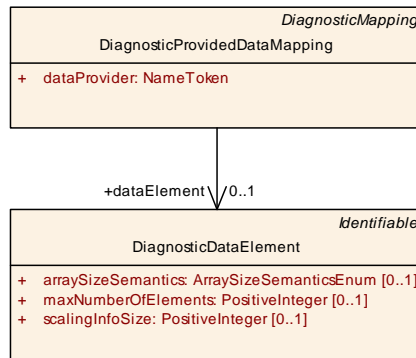 DiagnosticMapping
DiagnosticProvidedDataMapping
+ dataProvider: NameToken
+dataElement 0..1
Identifiable
DiagnosticDataElement
+ arraySizeSemantics: ArraySizeSemanticsEnum [0..1]
+ maxNumberOfElements: PositiveInteger [0..1]
+ scalingInfoSize: PositiveInteger [0..1]